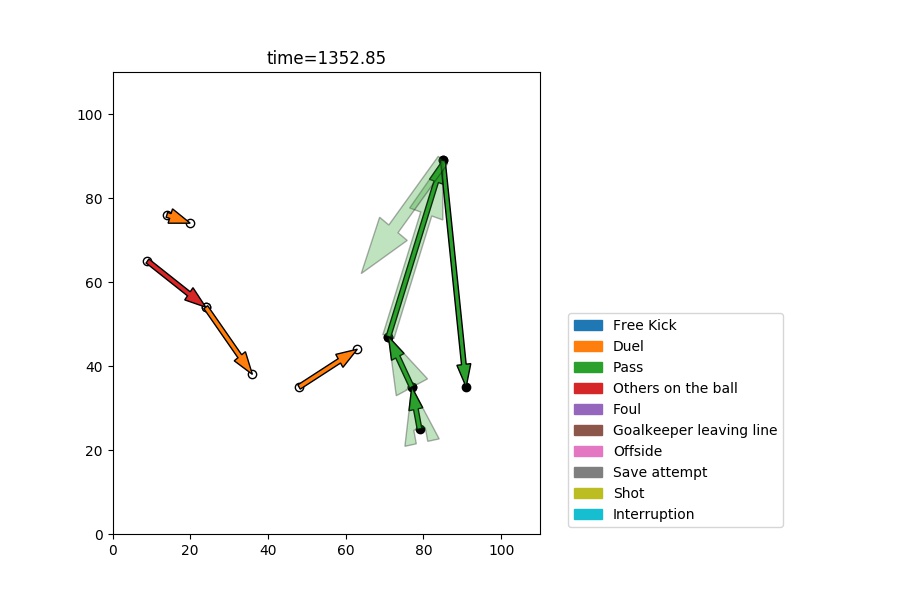 time=1352.85
100
80
60
40
20
0
0 20 40 60 80 100
Free Kick
Duel
Pass
Others on the ball
Foul
Goalkeeper leaving line
Offside
Save attempt
Shot
Interruption